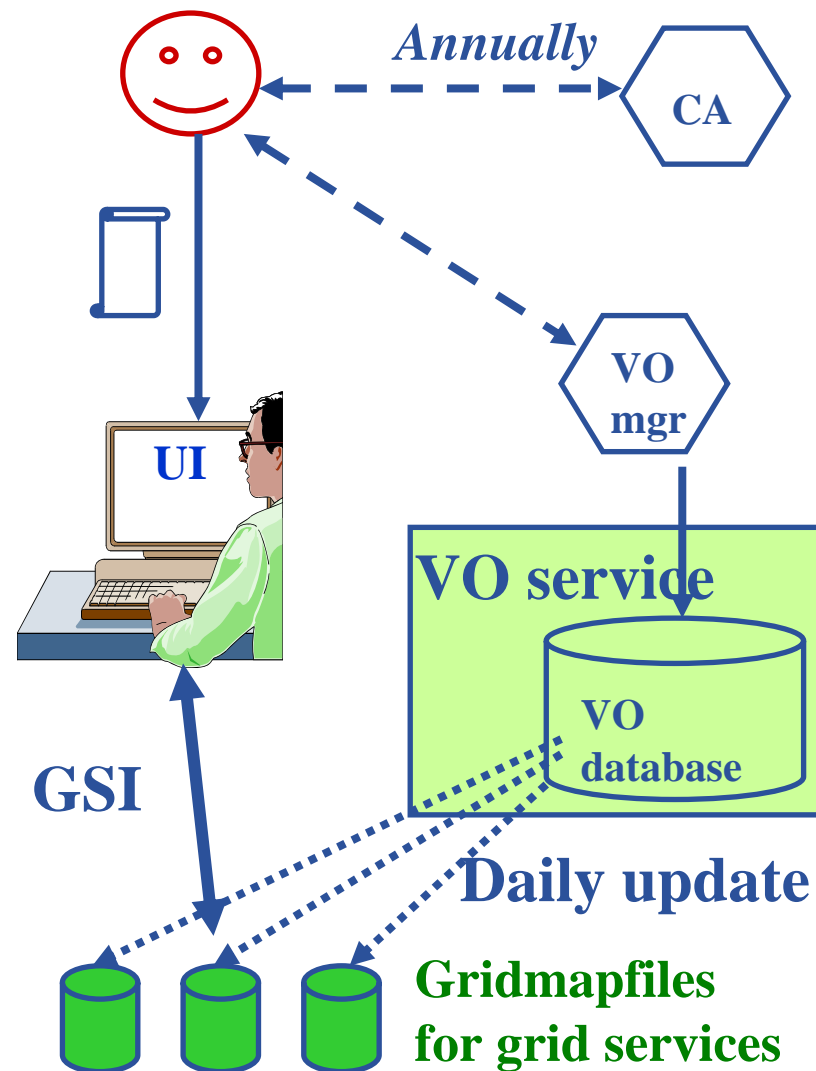 Annually
CA
VO
mgr
UI
VO service
VO
database
GSI
Daily update
Gridmapfiles
for grid services